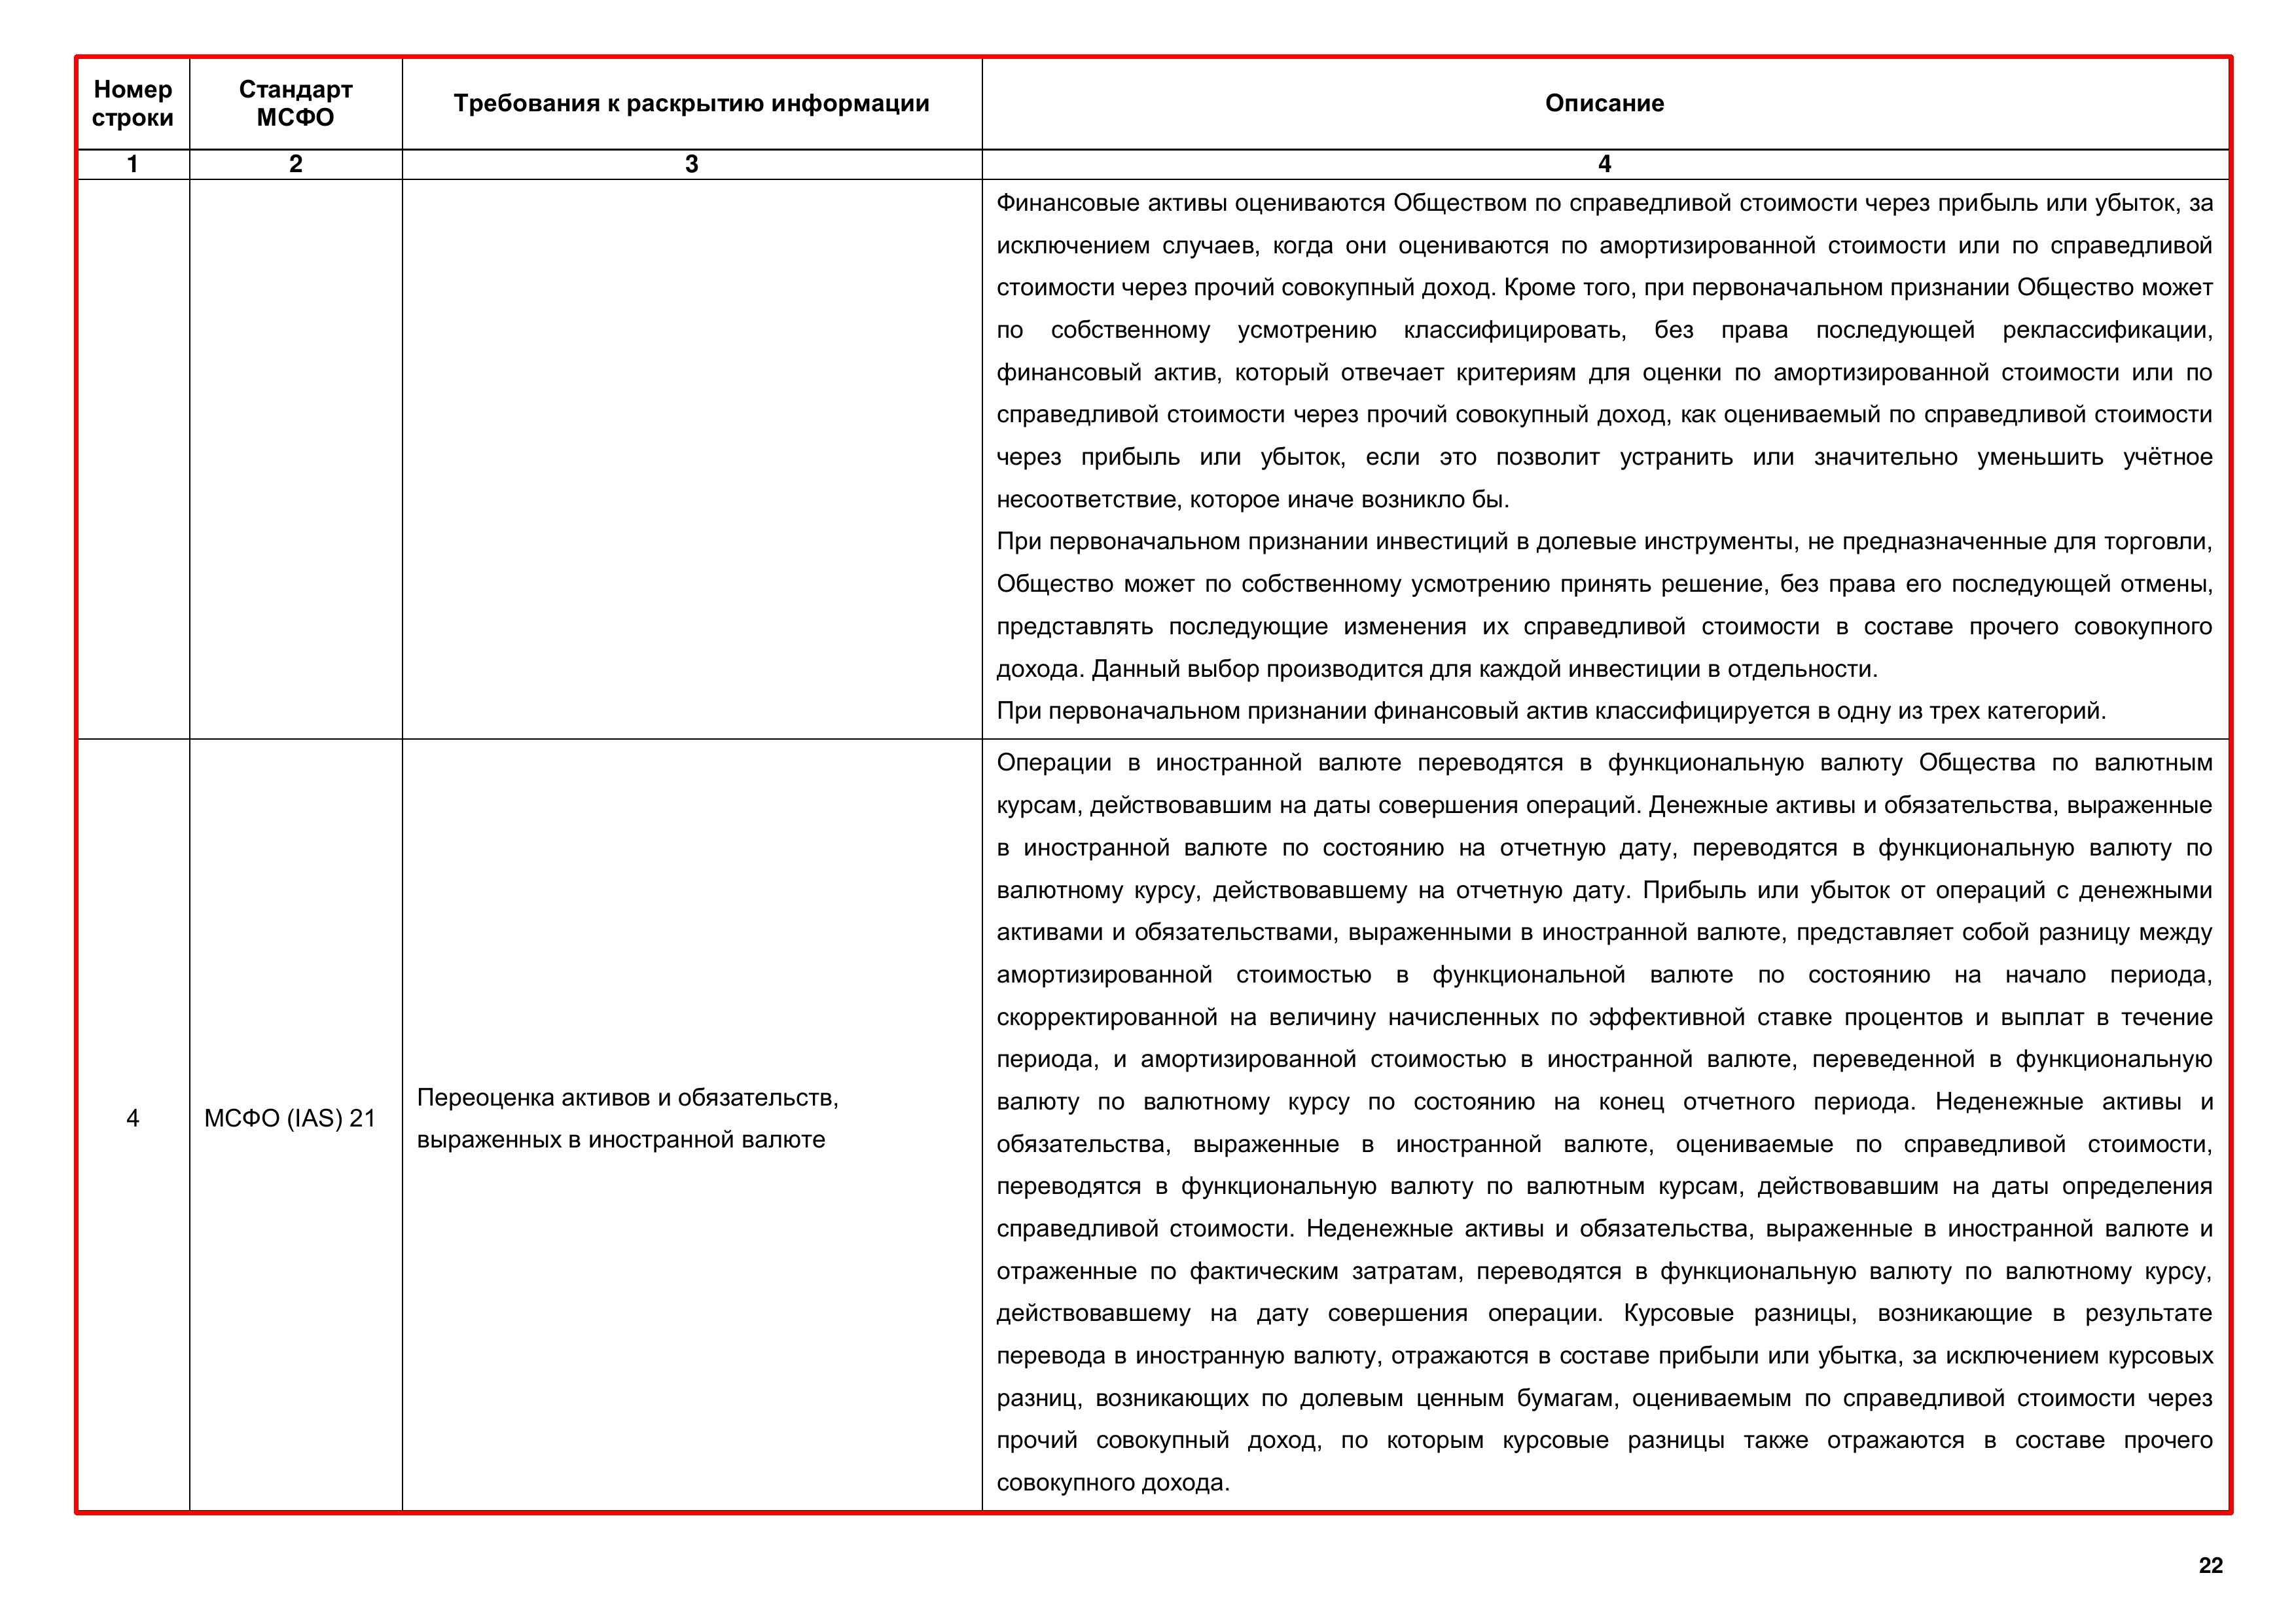 Номер строки
Стандарт МСФО
Требования к раскрытию информации
Описание
1
2
3
4
Финансовые активы оцениваются Обществом по справедливой стоимости через прибыль или убыток, за
исключением случаев, когда они оцениваются по амортизированной стоимости или по справедливой
стоимости через прочий совокупный доход. Кроме того, при первоначальном признании Общество может
по собственному усмотрению классифицировать, без права последующей реклассификации,
финансовый актив, который отвечает критериям для оценки по амортизированной стоимости или по
справедливой стоимости через прочий совокупный доход, как оцениваемый по справедливой стоимости
через прибыль или убыток, если это позволит устранить или значительно уменьшить учётное
несоответствие, которое иначе возникло бы.
При первоначальном признании инвестиций в долевые инструменты, не предназначенные для торговли,
Общество может по собственному усмотрению принять решение, без права его последующей отмены,
представлять последующие изменения их справедливой стоимости в составе прочего совокупного
дохода. Данный выбор производится для каждой инвестиции в отдельности.
При первоначальном признании финансовый актив классифицируется в одну из трех категорий.
4
МСФО (IAS) 21
Переоценка активов и обязательств,
выраженных в иностранной валюте
Операции в иностранной валюте переводятся в функциональную валюту Общества по валютным
курсам, действовавшим на даты совершения операций. Денежные активы и обязательства, выраженные
в иностранной валюте по состоянию на отчетную дату, переводятся в функциональную валюту по
валютному курсу, действовавшему на отчетную дату. Прибыль или убыток от операций с денежными
активами и обязательствами, выраженными в иностранной валюте, представляет собой разницу между
амортизированной стоимостью в функциональной валюте по состоянию на начало периода,
скорректированной на величину начисленных по эффективной ставке процентов и выплат в течение
периода, и амортизированной стоимостью в иностранной валюте, переведенной в функциональную
валюту по валютному курсу по состоянию на конец отчетного периода. Неденежные активы и
обязательства, выраженные в иностранной валюте, оцениваемые по справедливой стоимости,
переводятся в функциональную валюту по валютным курсам, действовавшим на даты определения
справедливой стоимости. Неденежные активы и обязательства, выраженные в иностранной валюте и
отраженные по фактическим затратам, переводятся в функциональную валюту по валютному курсу,
действовавшему на дату совершения операции. Курсовые разницы, возникающие в результате
перевода в иностранную валюту, отражаются в составе прибыли или убытка, за исключением курсовых
разниц, возникающих по долевым ценным бумагам, оцениваемым по справедливой стоимости через
прочий совокупный доход, по которым курсовые разницы также отражаются в составе прочего
совокупного дохода.
22